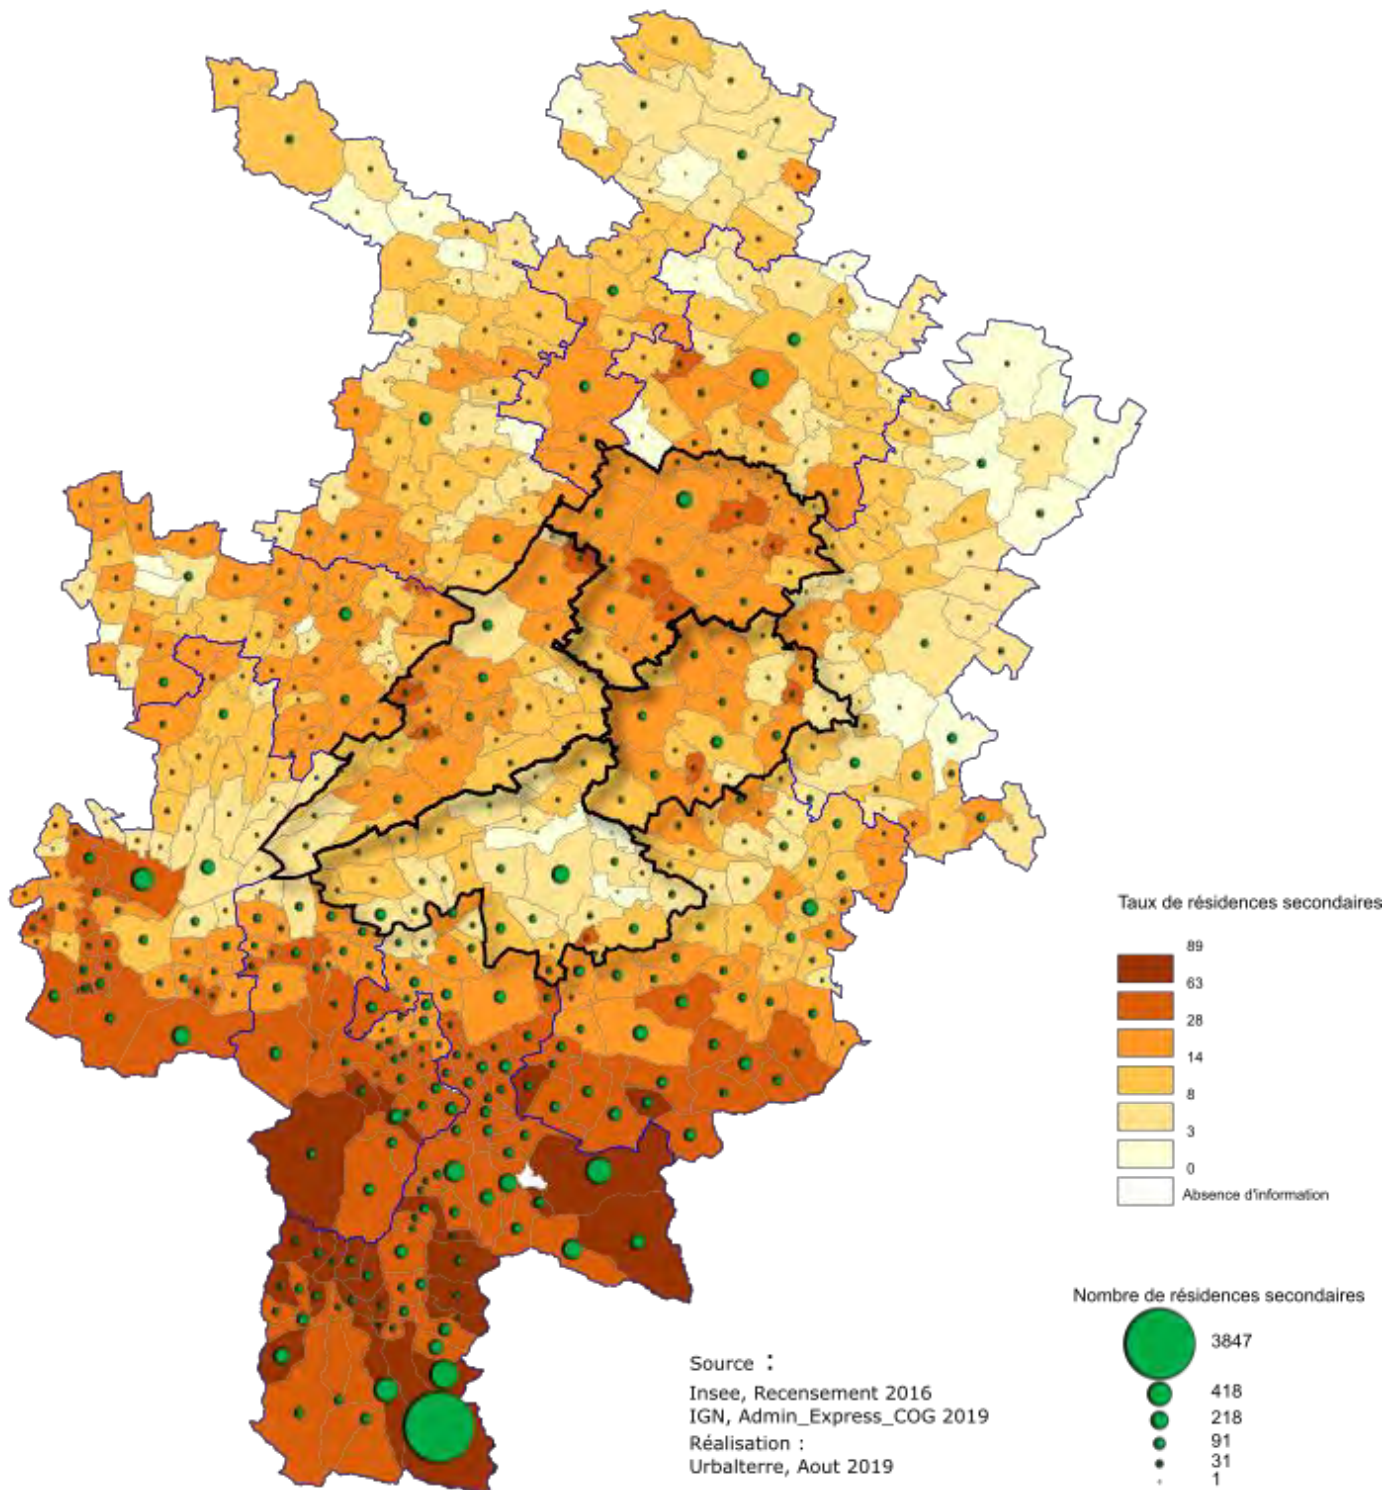 Taux de résidences secondaires
89
63
28
14
8
3
0
Absence d'information
Nombre de résidences secondaires
3847
418
218
91
31
1
Source :
Insee, Recensement 2016
IGN, Admin_Express_COG 2019
Réalisation :
Urbalterre, Aout 2019